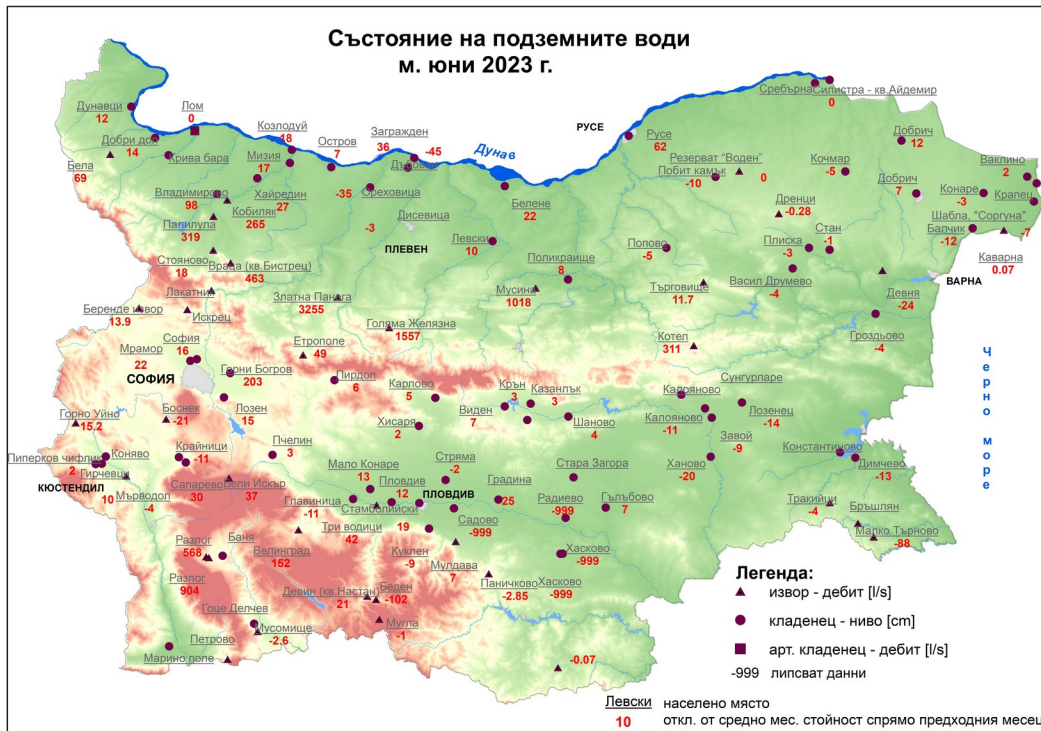 Състояние на подземните води
м. юни 2023 г.
Дунавци
12
Лом
0
Добри дол
14
Крива бара
Бела
69
Козлодуй
18
Мизия
17
Остров
7
Загражден
36
-45
Дъбован
Дунав
РУСЕ
Русе
62
Сребърна
Силистра - кв.Айдемир
0
Добрич
12
Резерват "Воден"
0
Побит камък
-10
Кочмар
-5
Ваклино
2
Добрич
7
Конаре
-3
Крапец
Шабла, "Соргуна"
-7
Балчик
-12
Каварна
0.07
Владимирово
98
Хайредин
27
-35
Ореховица
Белене
22
Кобиляк
265
Папилула
319
Дисевица
-3
ПЛЕВЕН
Левски
10
Дренци
-0.28
Стан
-1
Плиска
-3
Попово
-5
Стояново
18
Враца (кв.Бистрец)
463
Поликраище
8
Мусина
1018
Търговище
11.7
Васил Друмево
-4
ВАРНА
Девня
-24
Лакатник
Златна Панега
3255
Беренде извор
13.9
Искрец
Голяма Желязна
1557
Гроздьово
-4
Котел
311
София
16
Мрамор
22
СОФИЯ
Етрополе
49
Горни Богров
203
Пирдоп
6
Карлово
5
Крън
3
Казанлък
3
Сунгурларе
Калояново
Виден
7
Калояново
-11
Лозенец
-14
Черно море
Горно Уйно
15.2
Боснек
-21
Лозен
15
Хисаря
2
Шаново
4
Завой
-9
Пчелин
3
Константиново
Пиперков чифлик
2
Коняво
Крайници
-11
Стряма
-2
Ханово
-20
Димчево
-13
Гирчевци
10
КЮСТЕНДИЛ
Мърводол
-4
Сапарево
30
Бели Искър
37
Мало Конаре
13
Пловдив
12
ПЛОВДИВ
Градина
25
Стара Загора
Радиево
-999
Гълъбово
7
Тракийци
-4
Бръшлян
Малко Търново
-88
Главиница
-11
Стамболийски
19
Садово
-999
Три водици
42
Разлог
568
Баня
Велинград
152
Куклен
-9
Мулдава
7
Хасково
-999
Разлог
904
Девин (кв.Настан)
21
Беден
-102
Паничково
-2.85
Хасково
-999
Гоце Делчев
Мусомище
-2.6
Мугла
-1
Петрово
Марино поле
-0.07
Легенда:
извор - дебит [l/s]
кладенец - ниво [cm]
арт. кладенец - дебит [l/s]
-999 липсват данни
Левски населено място
10 откл. от средно мес. стойност спрямо предходния месец